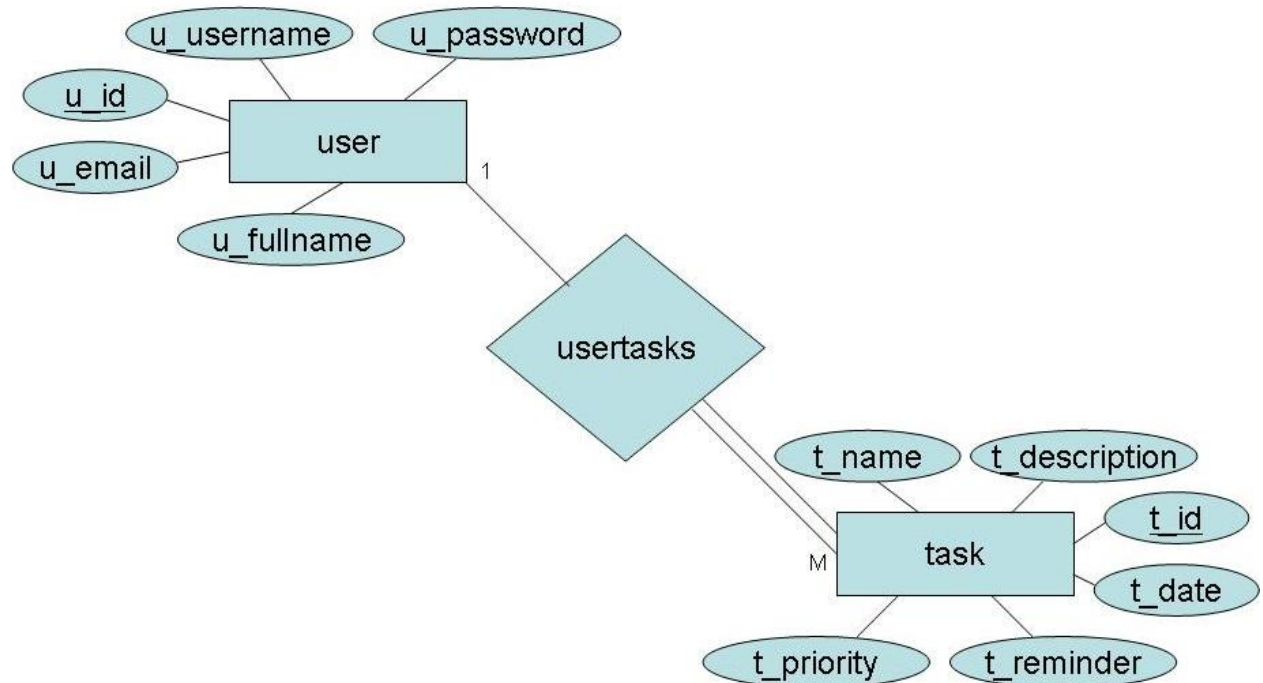 u_username
u_password
u_id
user
u_email
1
u_fullname
usertasks
t_name
t_description
t_id
task
M
t_date
t_priority
t_reminder